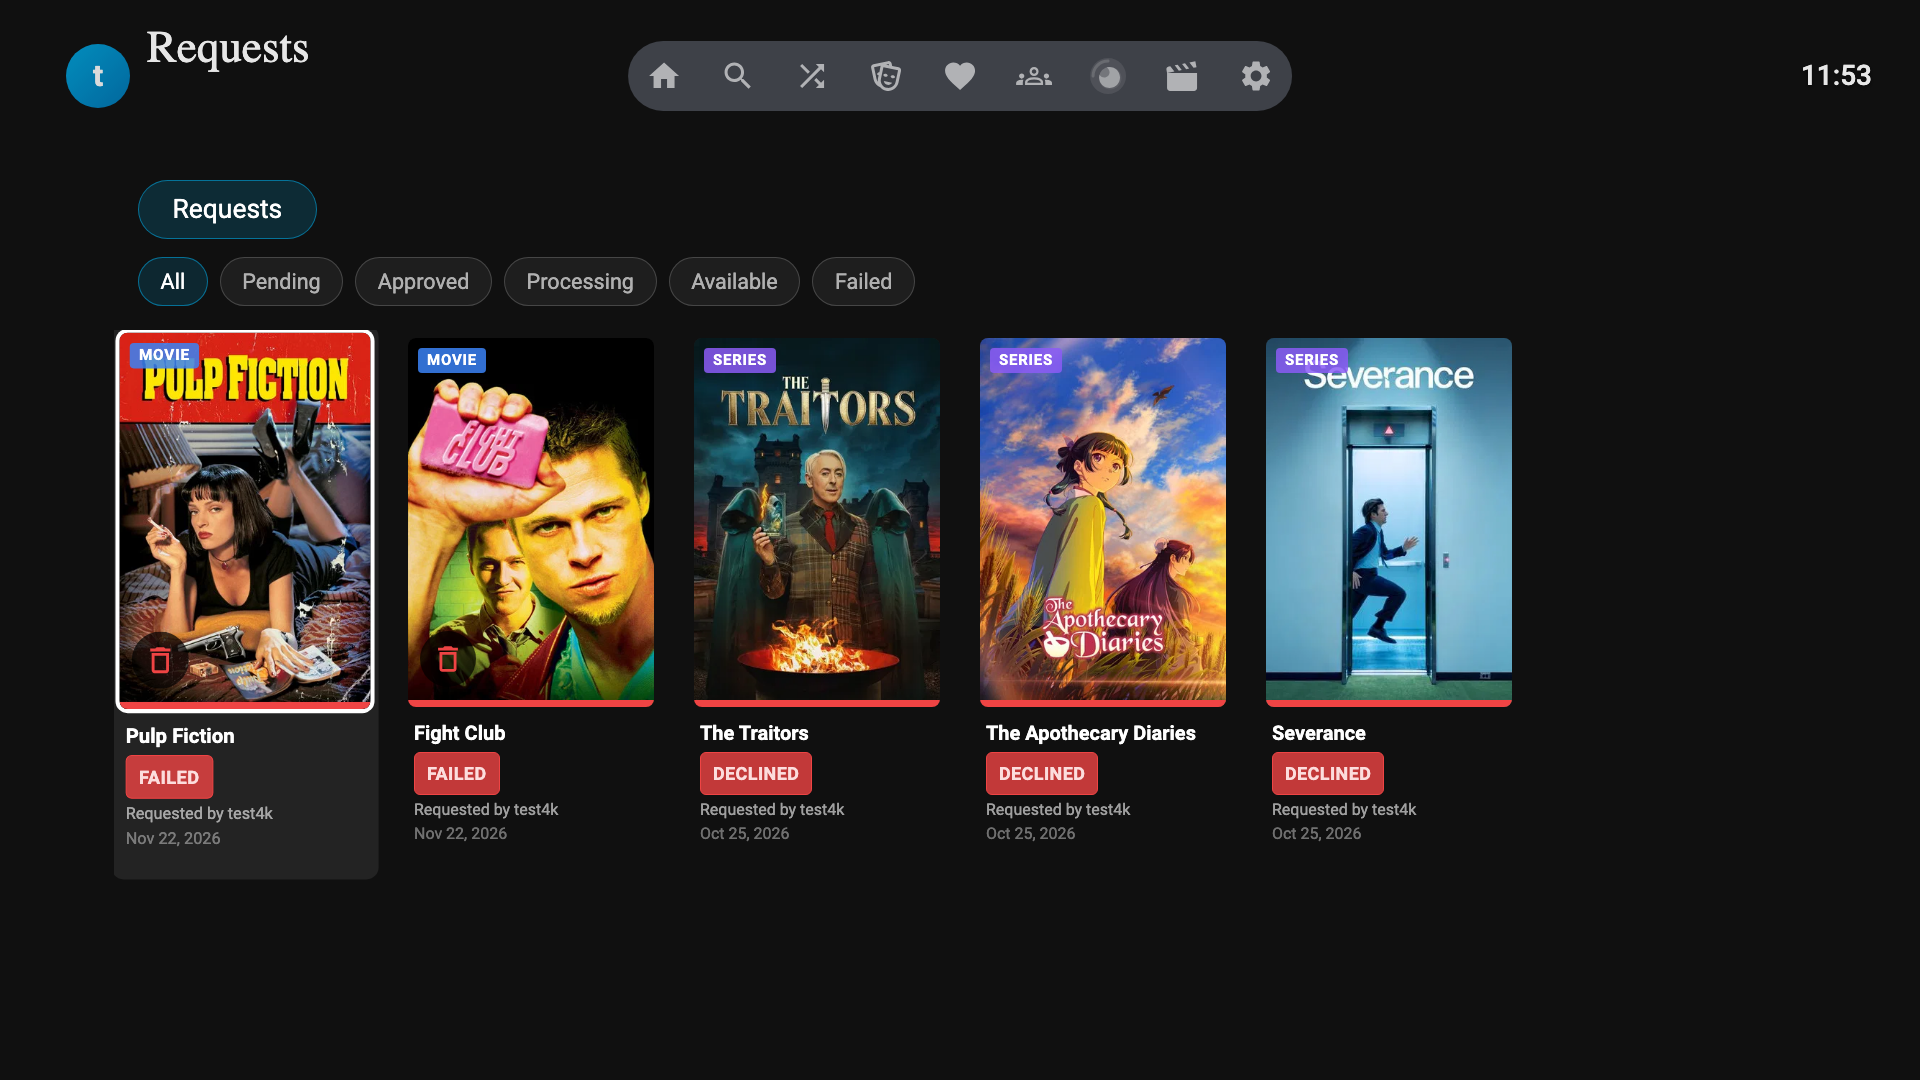 t
Requests
11:53
Requests
All
Pending
Approved
Processing
Available
Failed
MOVIE
PULP FICTION
Pulp Fiction
FAILED
Requested by test4k
Nov 22, 2026
MOVIE
FIGHT
CLUB
Fight Club
FAILED
Requested by test4k
Nov 22, 2026
SERIES
THE
TRAITORS
The Traitors
DECLINED
Requested by test4k
Oct 25, 2026
SERIES
The
Apothecary
Diaries
The Apothecary Diaries
DECLINED
Requested by test4k
Oct 25, 2026
SERIES
Severance
Severance
DECLINED
Requested by test4k
Oct 25, 2026